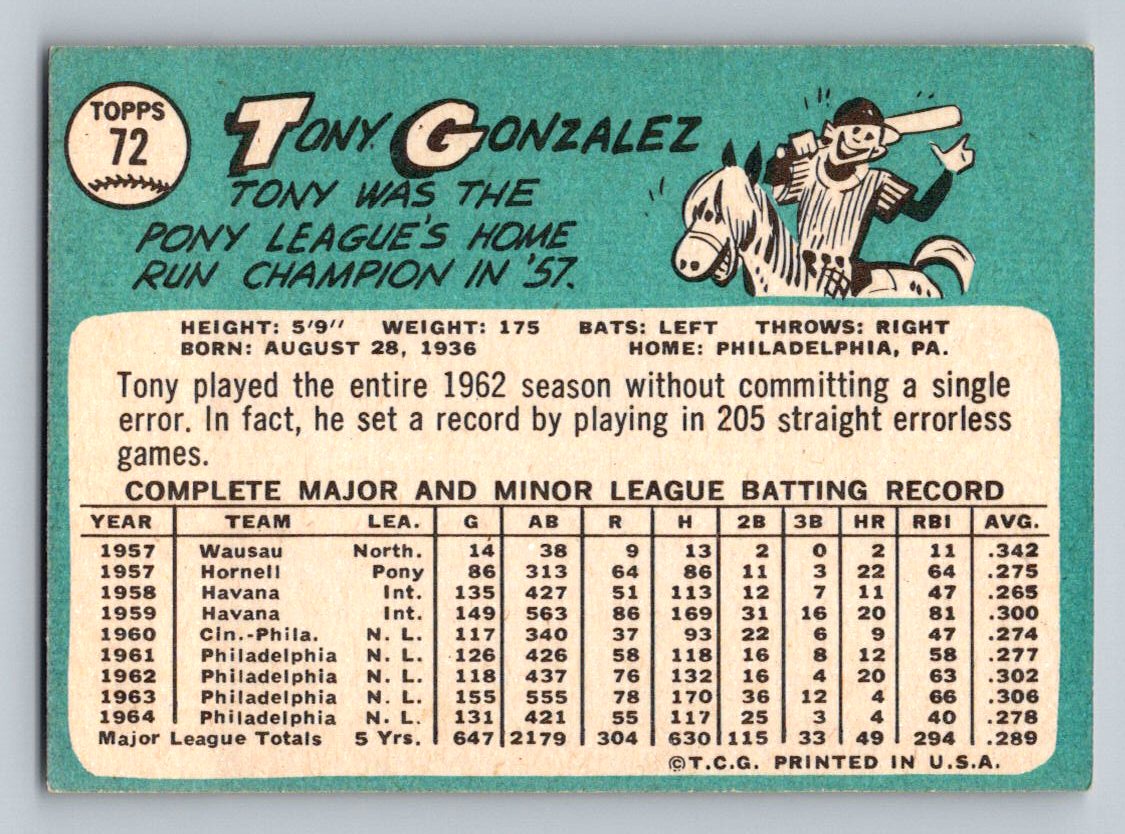 TOPPS
72
TONY GONZALEZ
TONY WAS THE
PONY LEAGUE'S HOME
RUN CHAMPION IN '57.
HEIGHT: 5'9" WEIGHT: 175 BATS: LEFT THROWS: RIGHT
BORN: AUGUST 28, 1936 HOME: PHILADELPHIA, PA.
Tony played the entire 1962 season without committing a single
error. In fact, he set a record by playing in 205 straight errorless
games.
COMPLETE MAJOR AND MINOR LEAGUE BATTING RECORD
YEAR TEAM LEA. G AB R H 2B 3B HR RBI AVG.
1957 Wausau North. 14 38 9 13 2 0 2 11 .342
1957 Hornell Pony 86 313 64 86 11 3 22 64 .275
1958 Havana Int. 135 427 51 113 12 7 11 47 .265
1959 Havana Int. 149 563 86 169 31 16 20 81 .300
1960 Cin.-Phila. N. L. 117 340 37 93 22 6 9 47 .274
1961 Philadelphia N. L. 126 426 58 118 16 8 12 58 .277
1962 Philadelphia N. L. 118 437 76 132 16 4 20 63 .302
1963 Philadelphia N. L. 155 555 78 170 36 12 4 66 .306
1964 Philadelphia N. L. 131 421 55 117 25 3 4 40 .278
Major League Totals 5 Yrs. 647 2179 304 630 115 33 49 294 .289
©T.C.G. PRINTED IN U.S.A.